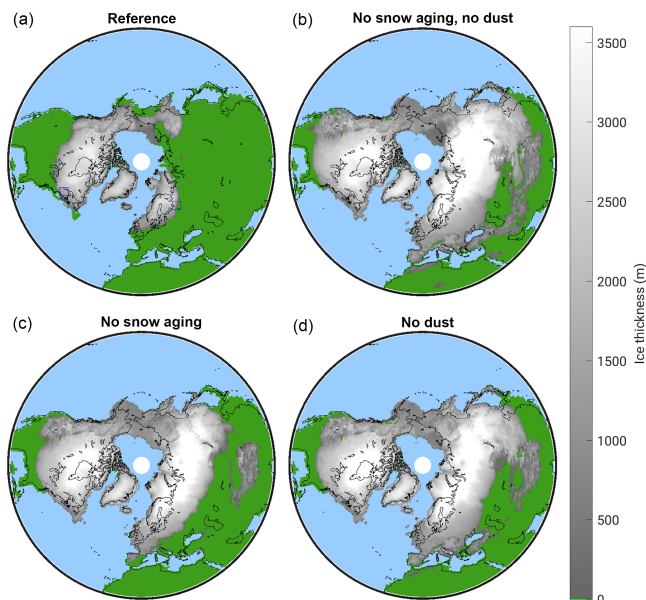 (a) Reference
(b) No snow aging, no dust
(c) No snow aging
(d) No dust
3500
3000
2500
2000
1500
1000
500
0
Ice thickness (m)